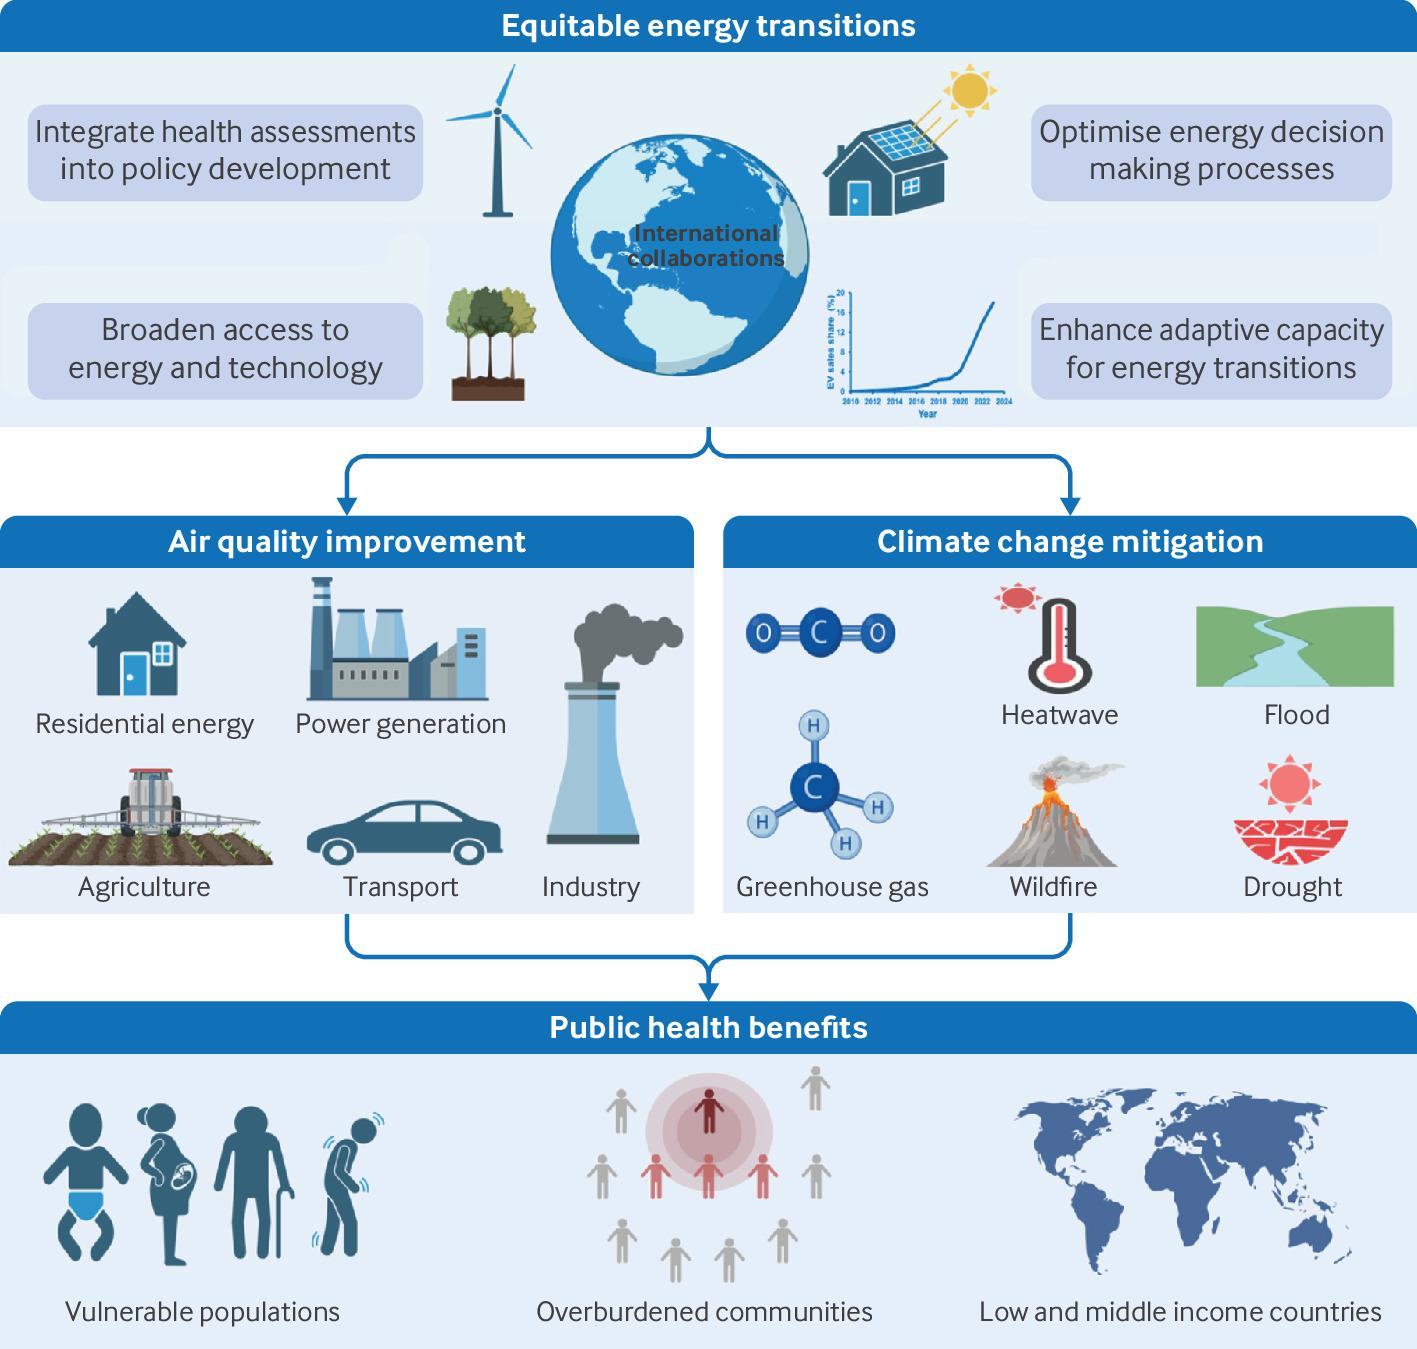 Equitable energy transitions
Integrate health assessments
into policy development
Optimise energy decision
making processes
International
collaborations
Broaden access to
energy and technology
EV sales share (%)
20
16
12
8
4
0
2010 2012 2014 2016 2018 2020 2022 2024
Year
Enhance adaptive capacity
for energy transitions
Air quality improvement
Residential energy
Power generation
Agriculture
Transport
Industry
Climate change mitigation
O C O
H
C
H
H
H
Greenhouse gas
Heatwave
Flood
Wildfire
Drought
Public health benefits
Vulnerable populations
Overburdened communities
Low and middle income countries